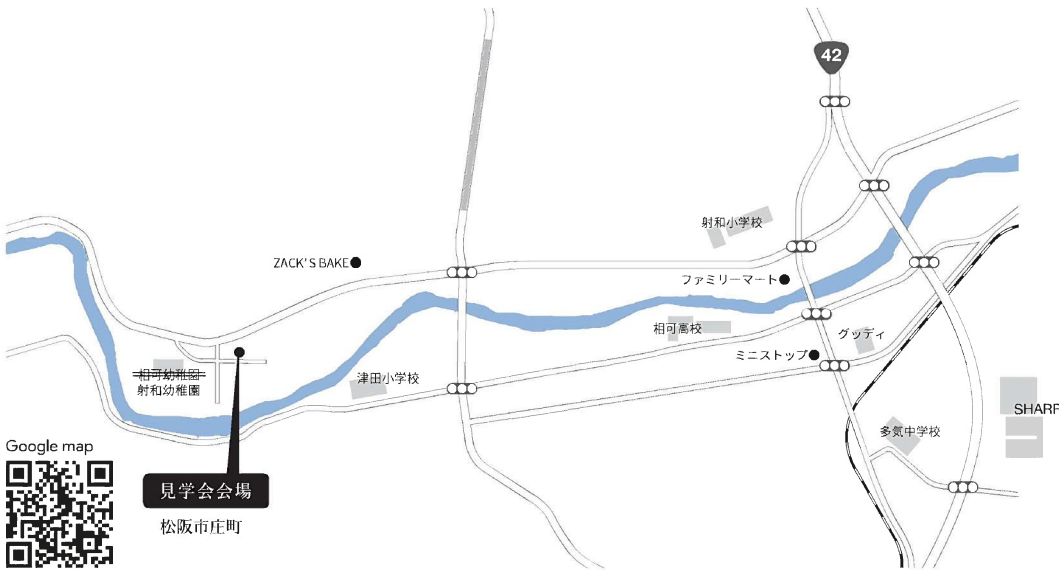 42
射和小学校
ZACK'S BAKE
ファミリーマート
相可高校
グッディ
ミニストップ
相可幼稚園
射和幼稚園
津田小学校
SHARP
多気中学校
Google map
見学会会場
松阪市庄町